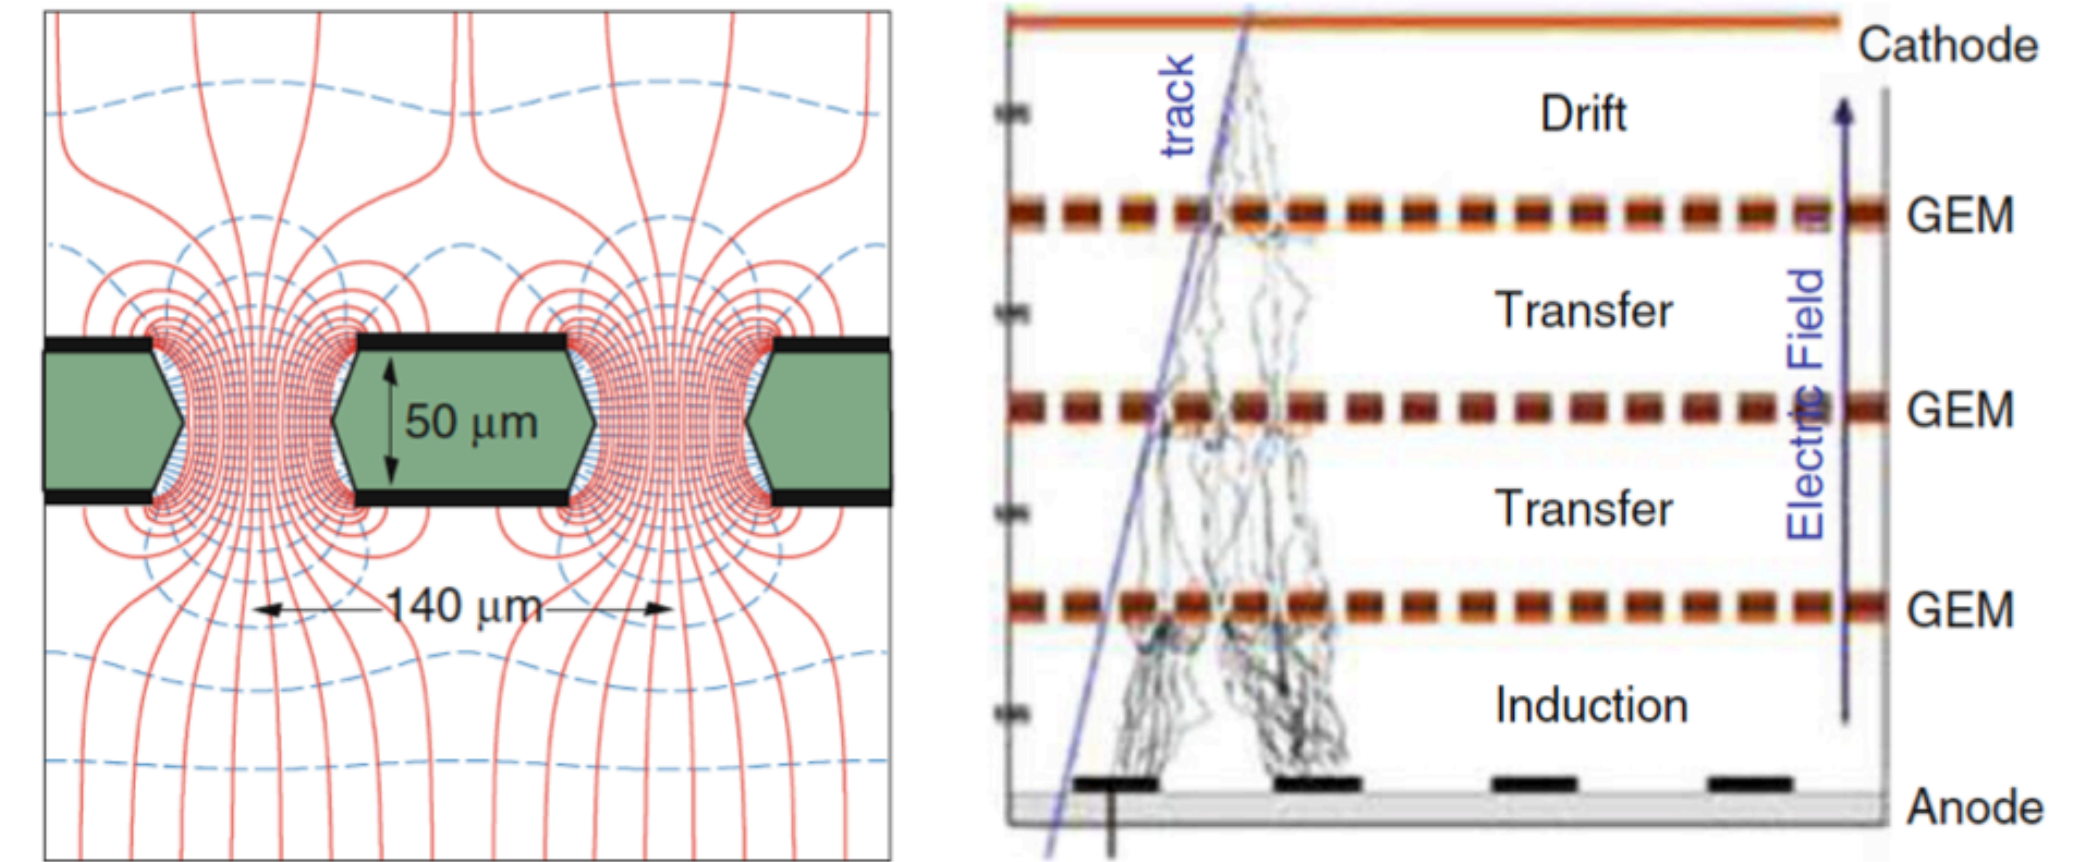 50 μm
140 μm
Cathode
track
Drift
GEM
Transfer
Electric Field
GEM
Transfer
GEM
Induction
Anode